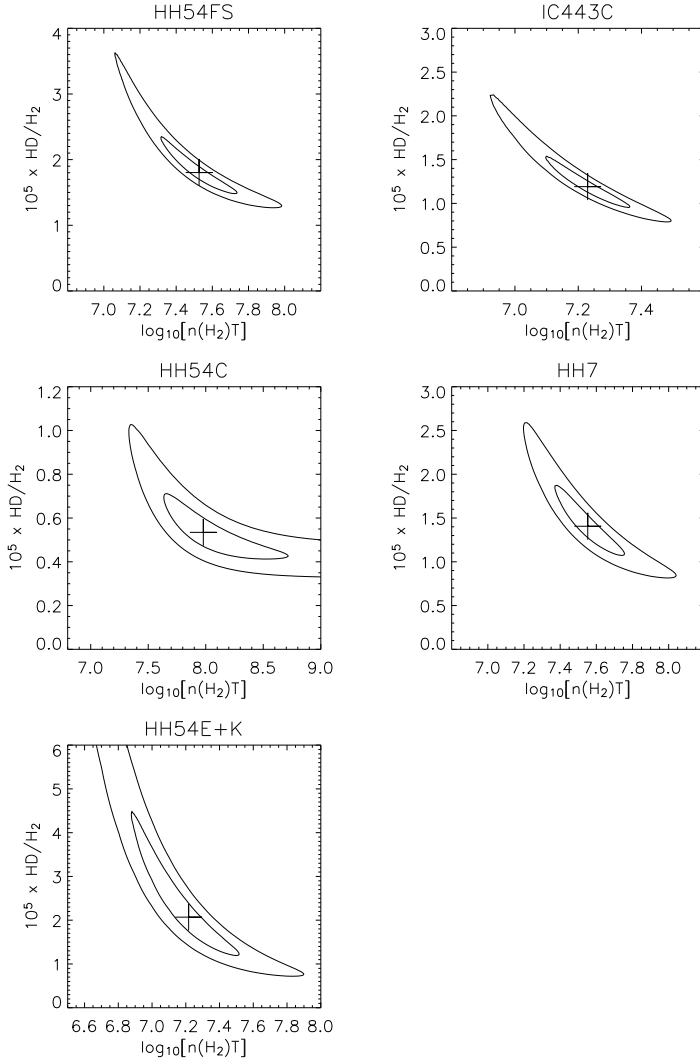 HH54FS
4
3
2
1
0
10⁵ x HD/H₂
7.0 7.2 7.4 7.6 7.8 8.0
log₁₀[n(H₂)T]
IC443C
3.0
2.5
2.0
1.5
1.0
0.5
0.0
10⁵ x HD/H₂
7.0 7.2 7.4
log₁₀[n(H₂)T]
HH54C
1.2
1.0
0.8
0.6
0.4
0.2
0.0
10⁵ x HD/H₂
7.0 7.5 8.0 8.5 9.0
log₁₀[n(H₂)T]
HH7
3.0
2.5
2.0
1.5
1.0
0.5
0.0
10⁵ x HD/H₂
7.0 7.2 7.4 7.6 7.8 8.0
log₁₀[n(H₂)T]
HH54E+K
6
5
4
3
2
1
0
10⁵ x HD/H₂
6.6 6.8 7.0 7.2 7.4 7.6 7.8 8.0
log₁₀[n(H₂)T]